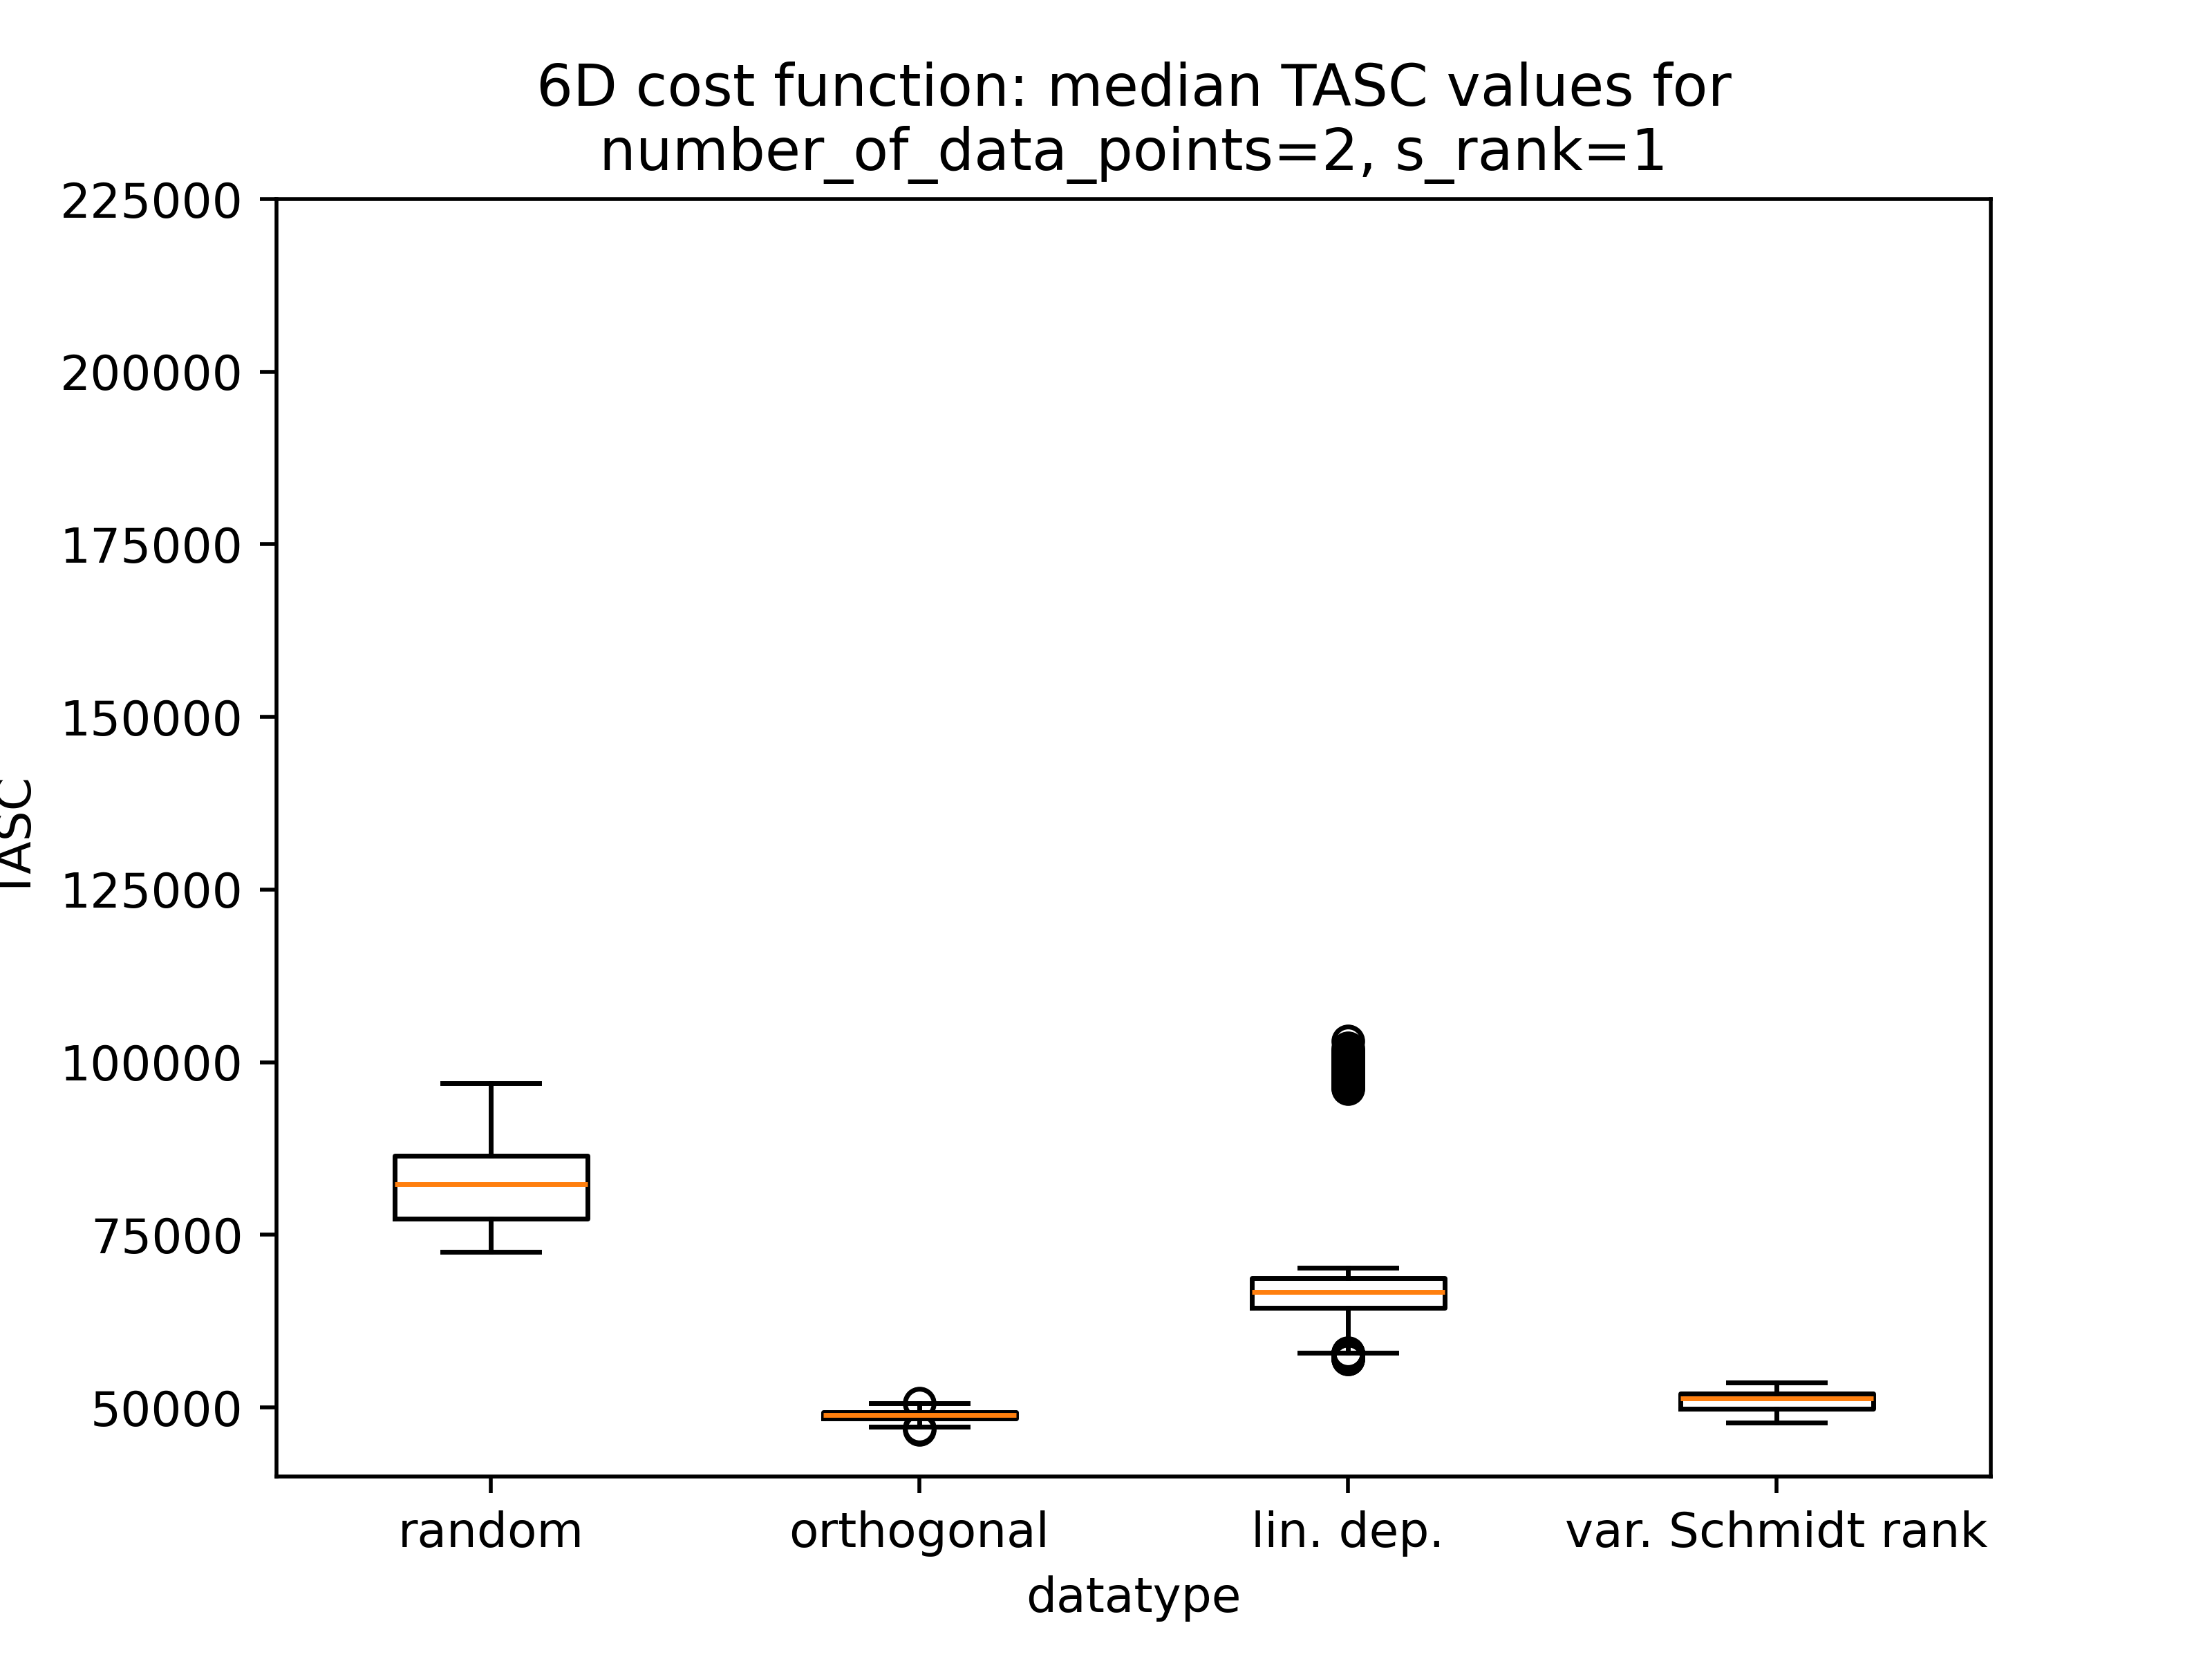 6D cost function: median TASC values for
number_of_data_points=2, s_rank=1
225000
200000
175000
150000
125000
100000
75000
50000
TASC
random
orthogonal
lin. dep.
var. Schmidt rank
datatype